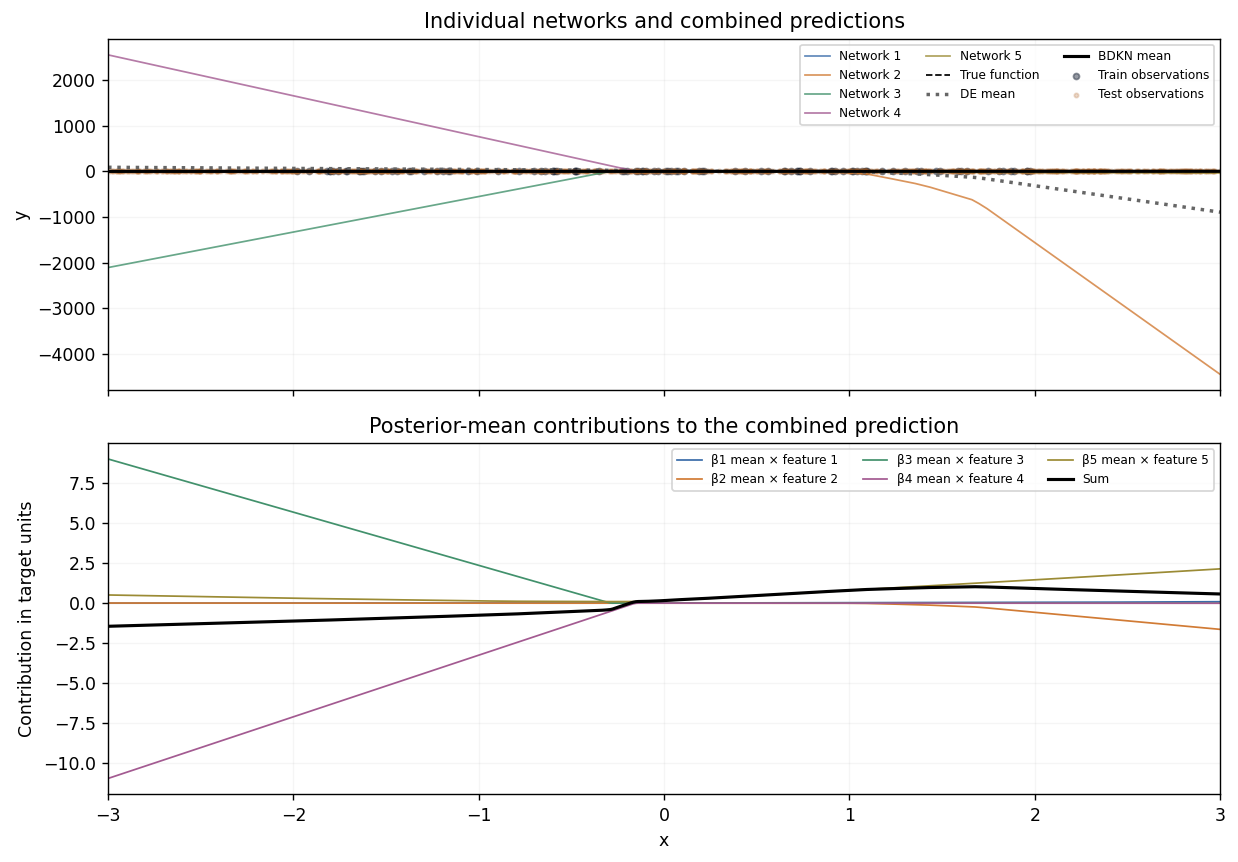 Individual networks and combined predictions
Network 1
Network 2
Network 3
Network 4
Network 5
True function
DE mean
BDKN mean
Train observations
Test observations
2000
1000
0
−1000
−2000
−3000
−4000
y
Posterior-mean contributions to the combined prediction
β1 mean × feature 1
β2 mean × feature 2
β3 mean × feature 3
β4 mean × feature 4
β5 mean × feature 5
Sum
7.5
5.0
2.5
0.0
−2.5
−5.0
−7.5
−10.0
Contribution in target units
−3 −2 −1 0 1 2 3
x